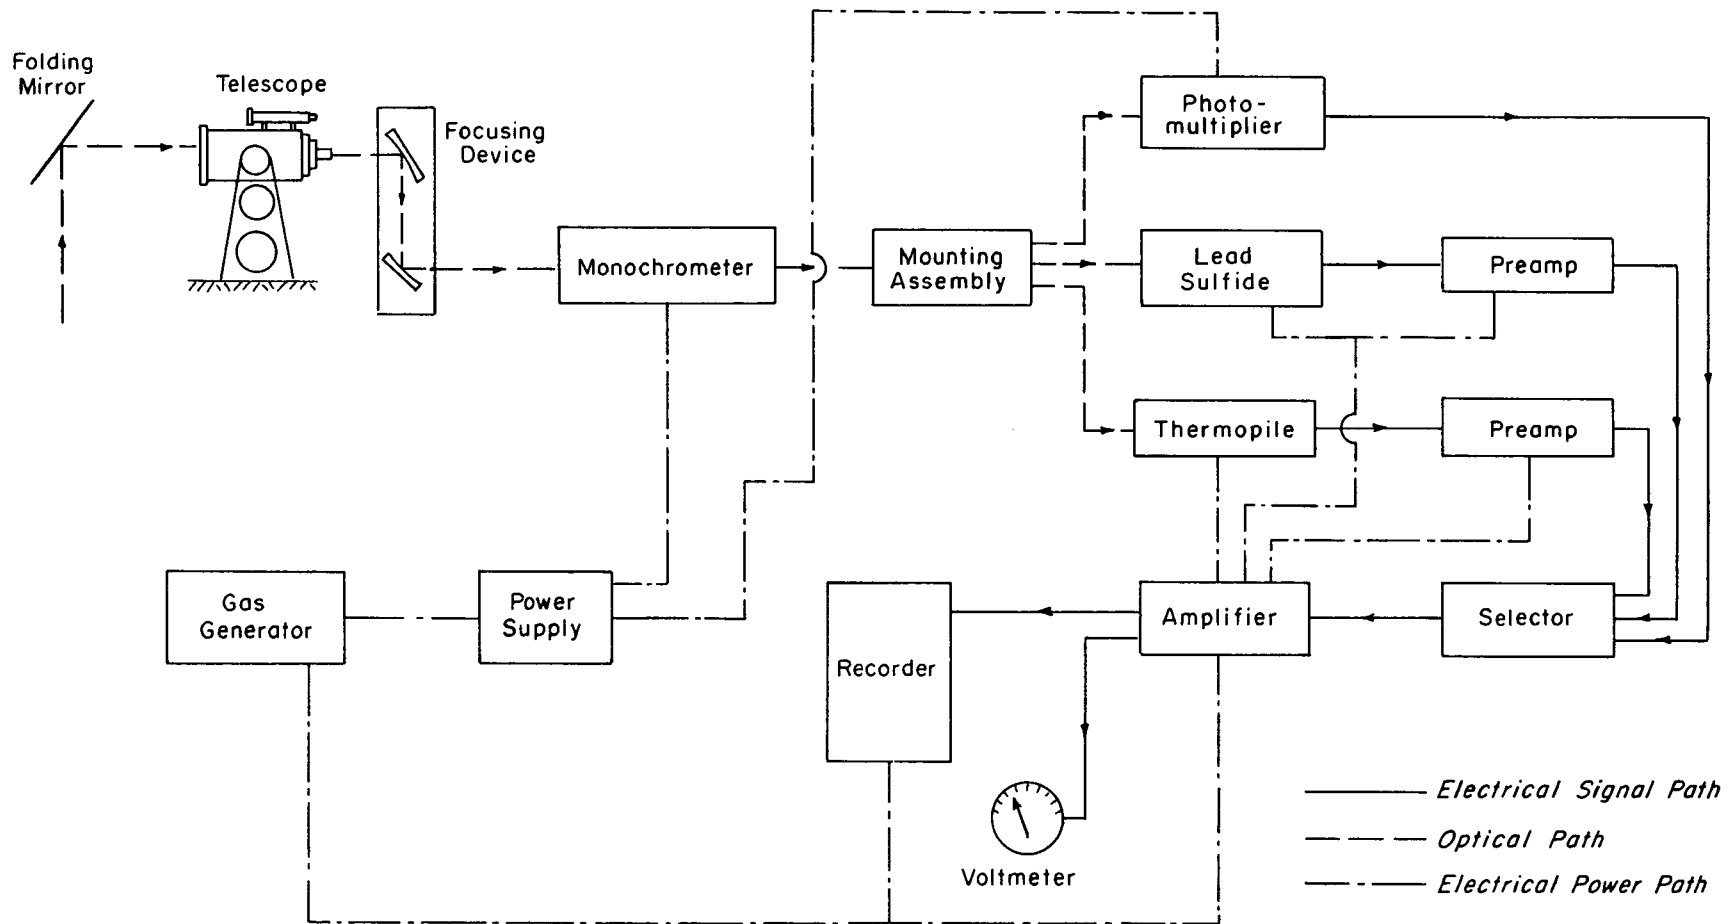 Folding
Mirror
Telescope
Focusing
Device
Photo-
multiplier
Monochrometer
Mounting
Assembly
Lead
Sulfide
Preamp
Thermopile
Preamp
Gas
Generator
Power
Supply
Recorder
Amplifier
Selector
Voltmeter
Electrical Signal Path
Optical Path
Electrical Power Path